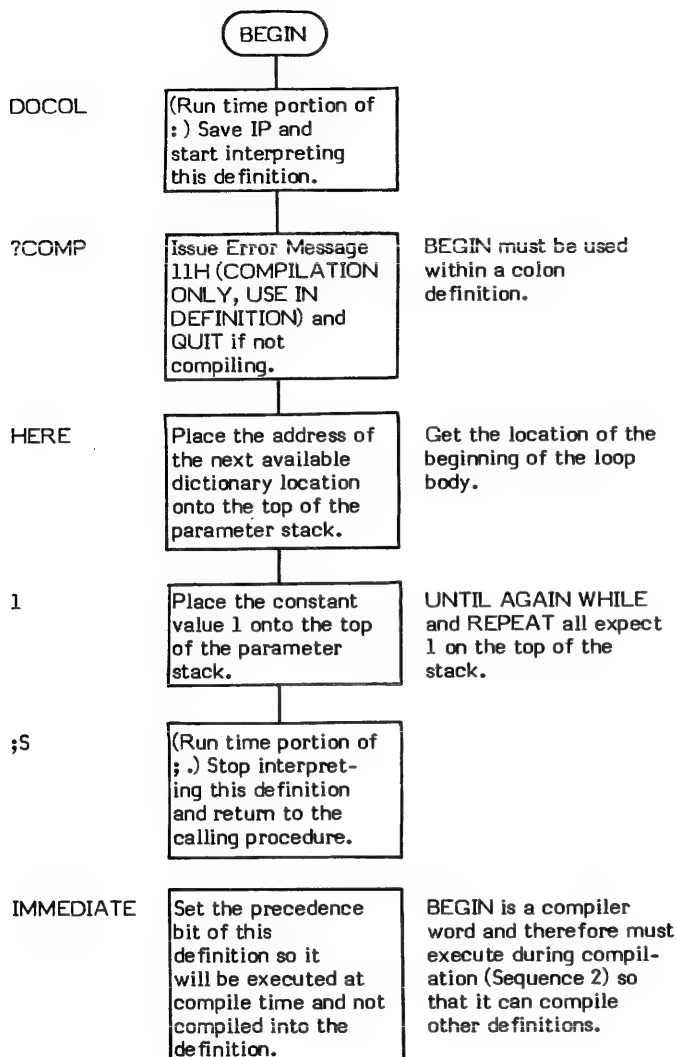 BEGIN
DOCOL
(Run time portion of
: ) Save IP and
start interpreting
this definition.
?COMP
Issue Error Message
11H (COMPILATION
ONLY, USE IN
DEFINITION) and
QUIT if not
compiling.
BEGIN must be used
within a colon
definition.
HERE
Place the address of
the next available
dictionary location
onto the top of the
parameter stack.
Get the location of the
beginning of the loop
body.
1
Place the constant
value 1 onto the top
of the parameter
stack.
UNTIL AGAIN WHILE
and REPEAT all expect
1 on the top of the
stack.
;S
(Run time portion of
; .) Stop interpret-
ing this definition
and return to the
calling procedure.
IMMEDIATE
Set the precedence
bit of this
definition so it
will be executed at
compile time and not
compiled into the
definition.
BEGIN is a compiler
word and therefore must
execute during compil-
ation (Sequence 2) so
that it can compile
other definitions.